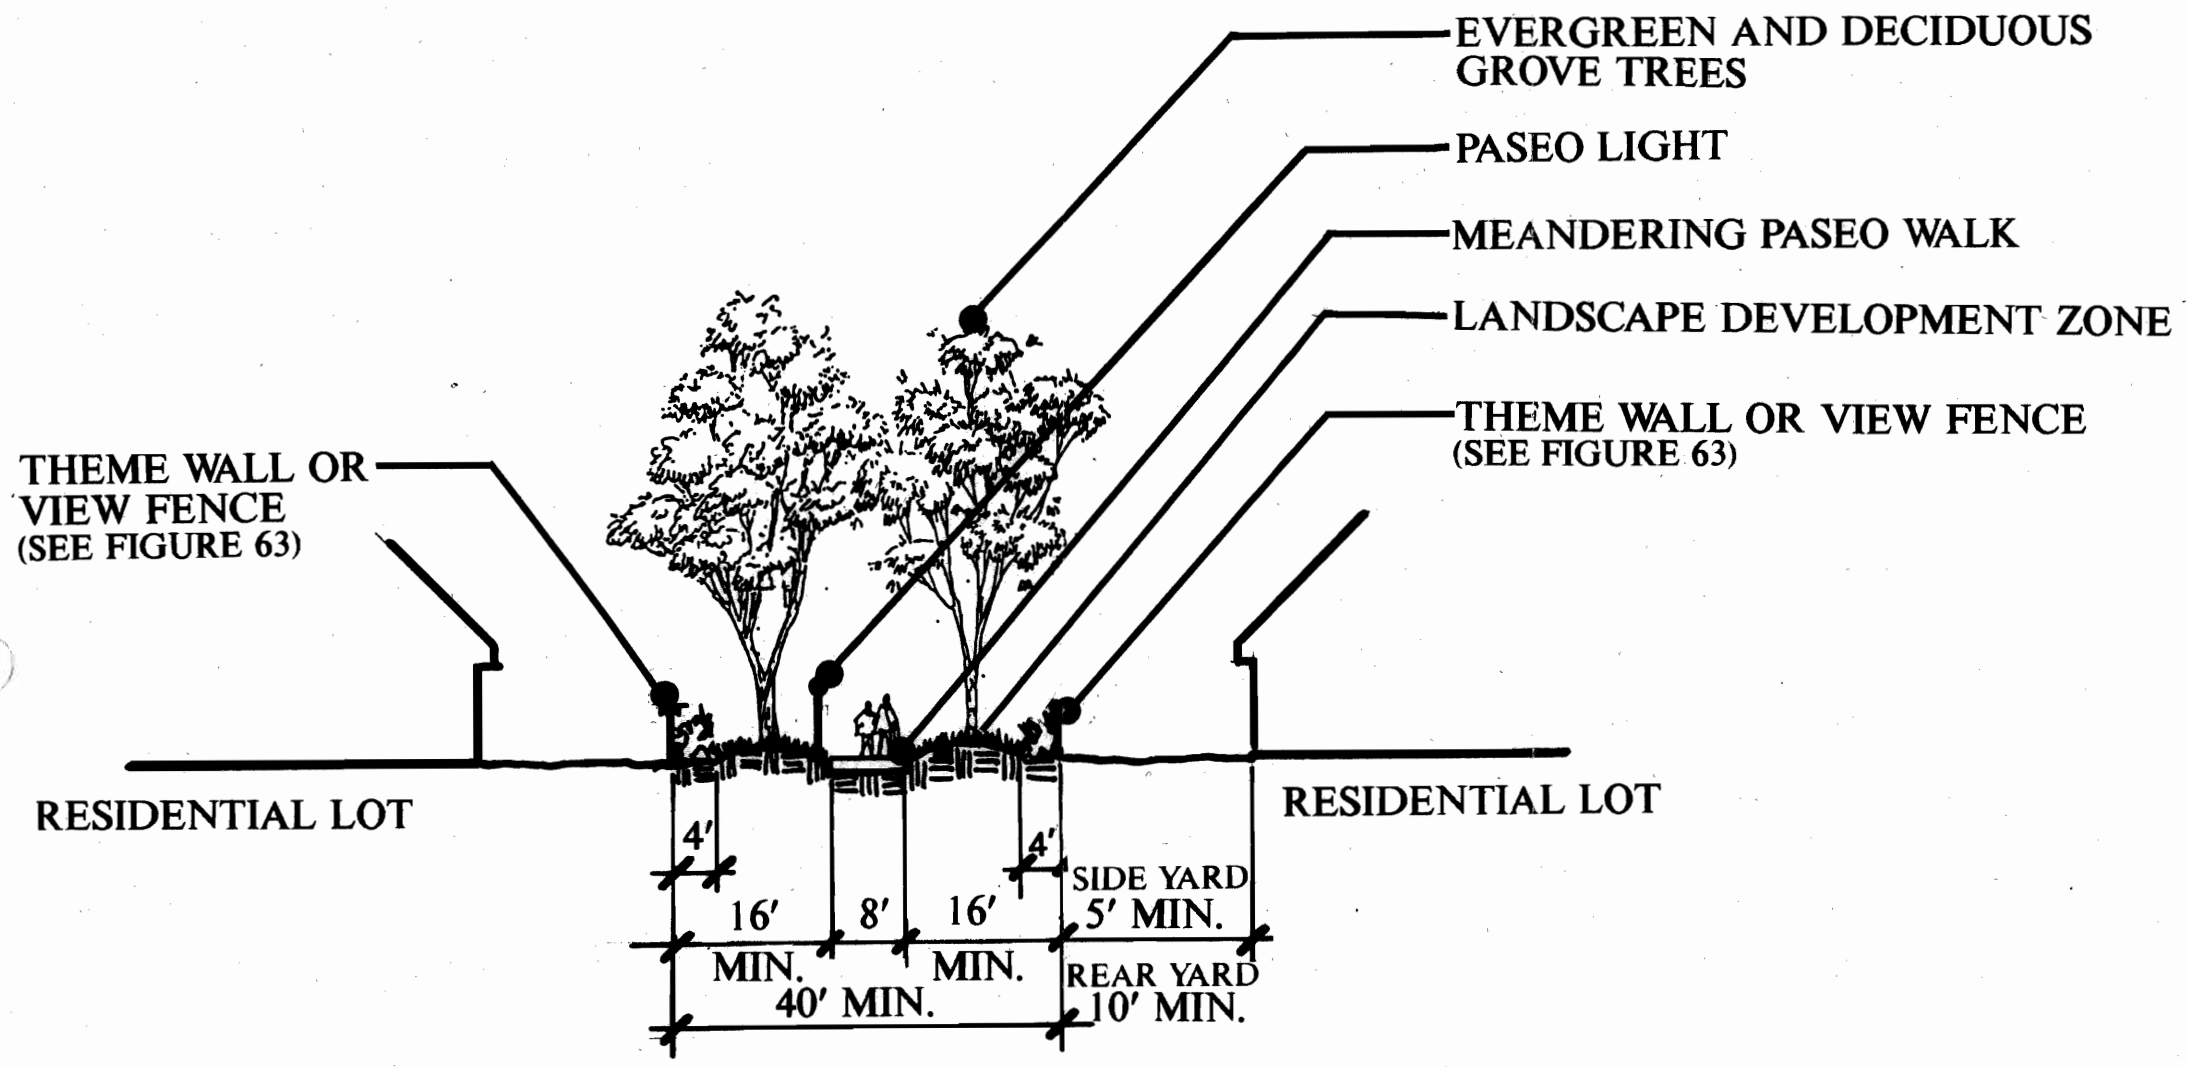 EVERGREEN AND DECIDUOUS
GROVE TREES
PASEO LIGHT
MEANDERING PASEO WALK
LANDSCAPE DEVELOPMENT ZONE
THEME WALL OR VIEW FENCE
(SEE FIGURE 63)
THEME WALL OR
VIEW FENCE
(SEE FIGURE 63)
RESIDENTIAL LOT
RESIDENTIAL LOT
4'
4'
SIDE YARD
5' MIN.
16'
8'
16'
MIN.
MIN.
REAR YARD
10' MIN.
40' MIN.